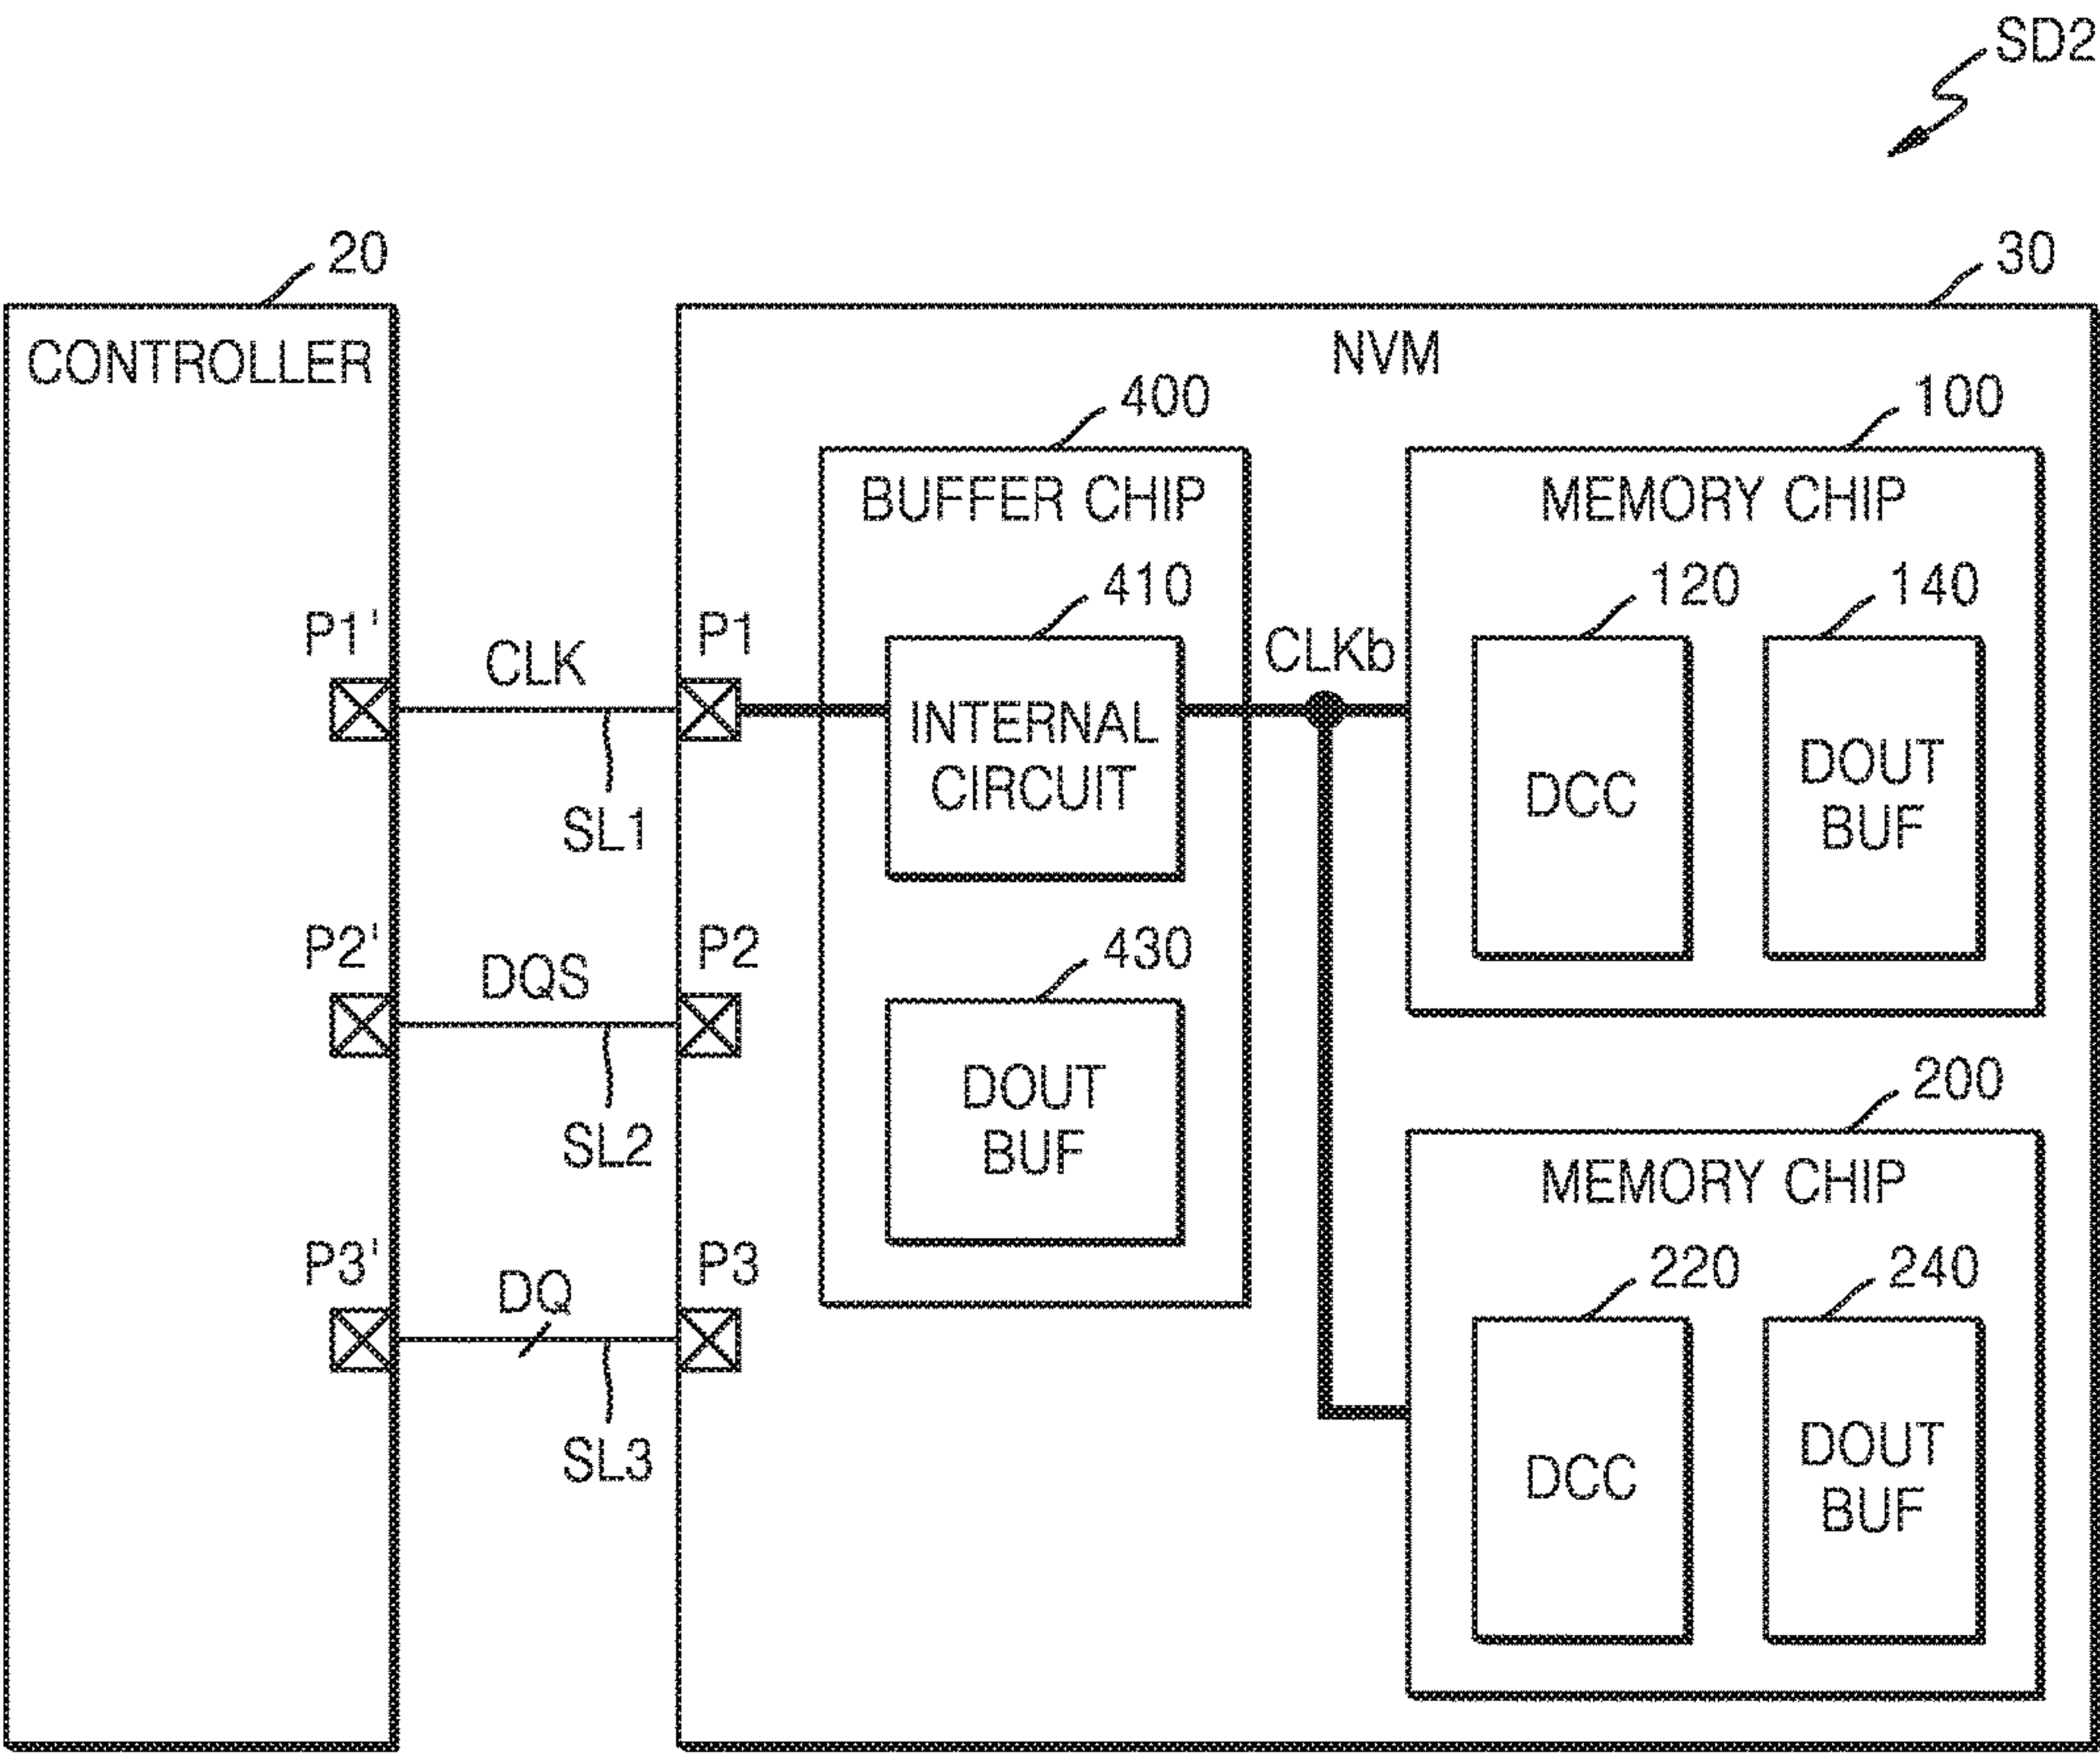 SD2
20
30
CONTROLLER
NVM
400
100
BUFFER CHIP
MEMORY CHIP
410
120
140
P1'
CLK
P1
CLKb
INTERNAL
CIRCUIT
DCC
DOUT
BUF
SL1
P2'
DQS
P2
430
DOUT
BUF
SL2
200
MEMORY CHIP
P3'
DQ
P3
220
240
SL3
DCC
DOUT
BUF